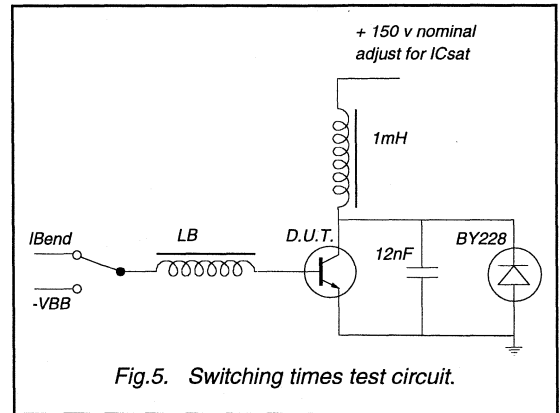 + 150 v nominal
adjust for ICsat
1mH
IBend
LB
D.U.T.
12nF
BY228
-VBB
Fig.5. Switching times test circuit.